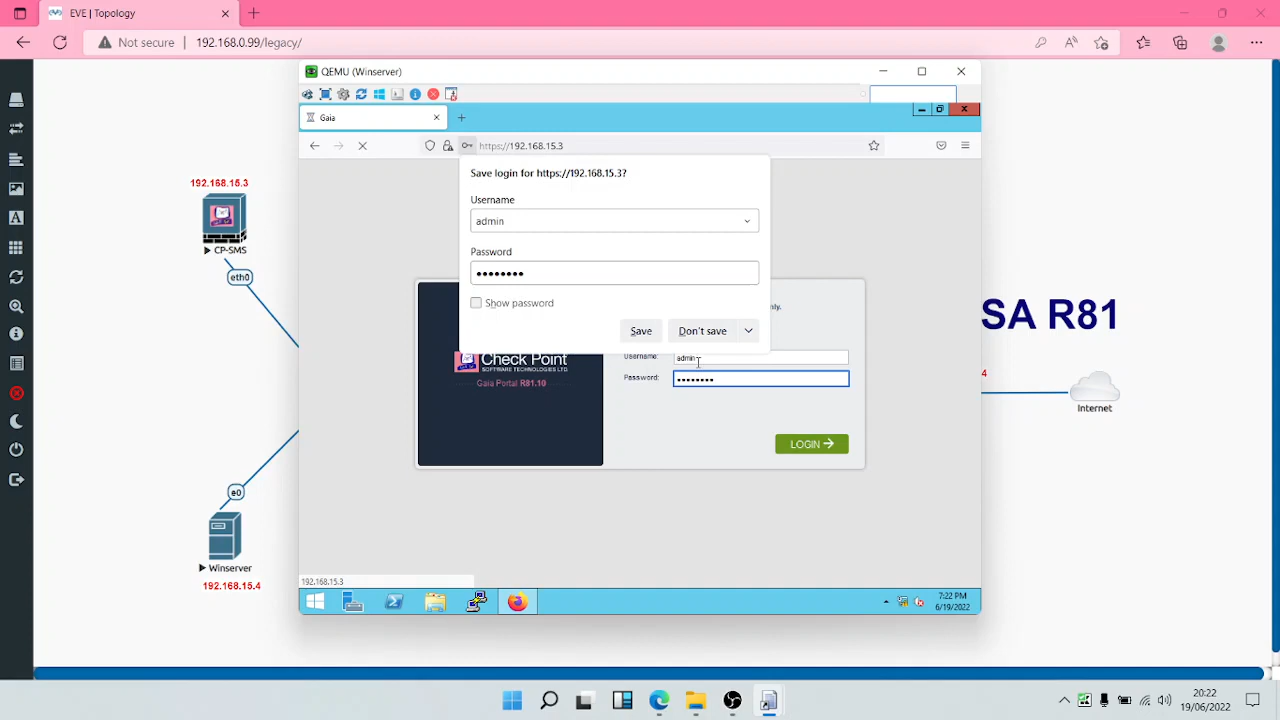 EVE | Topology
Not secure
192.168.0.99/legacy/
QEMU (Winserver)
Gaia
https://192.168.15.3
Save login for https://192.168.15.3?
Username
admin
Password
Show password
Save
Don't save
192.168.15.3
CP-SMS
eth0
e0
Winserver
192.168.15.4
nly.
Username:
admin
Password:
Check Point
SOFTWARE TECHNOLOGIES LTD.
Gaia Portal R81.10
LOGIN
SA R81
4
Internet
192.168.15.3
7:22 PM
6/19/2022
20:22
19/06/2022